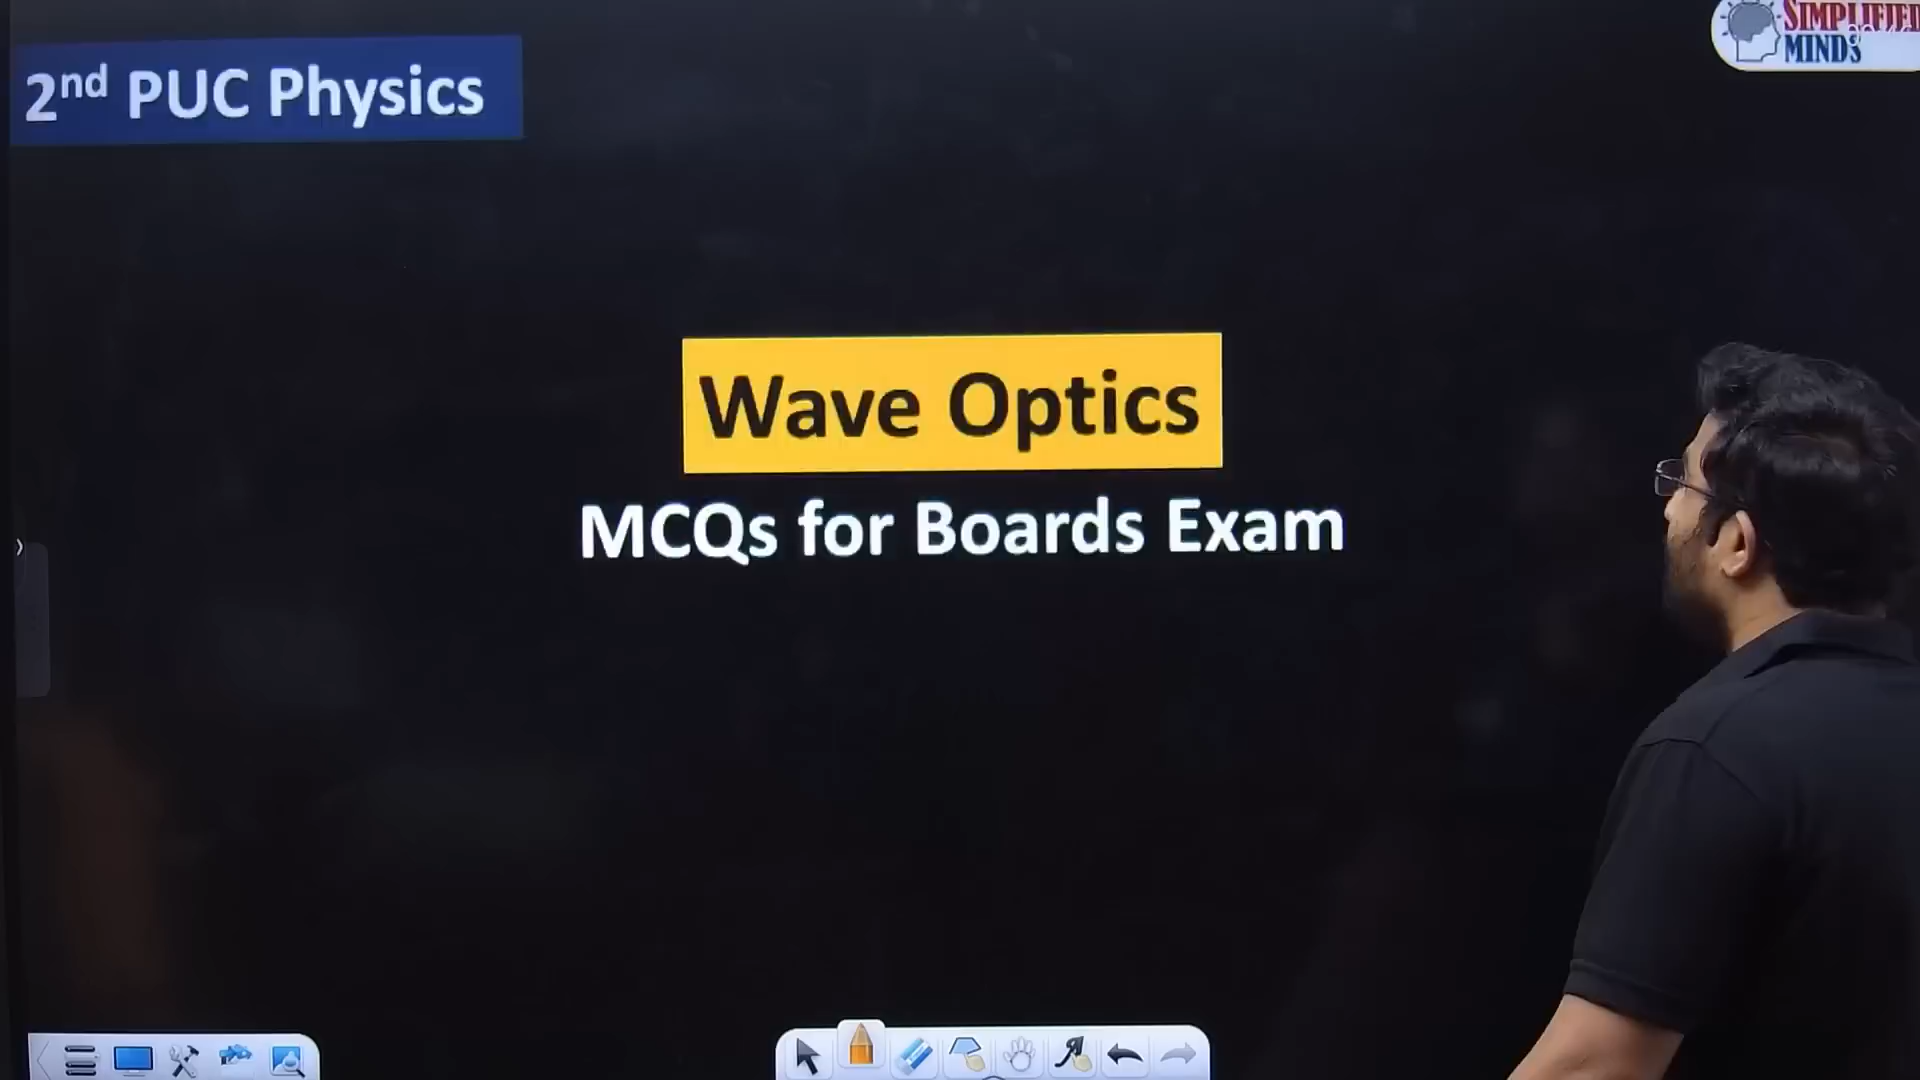 2nd PUC Physics
SIMPLIFIED
MINDS
Wave Optics
MCQs for Boards Exam